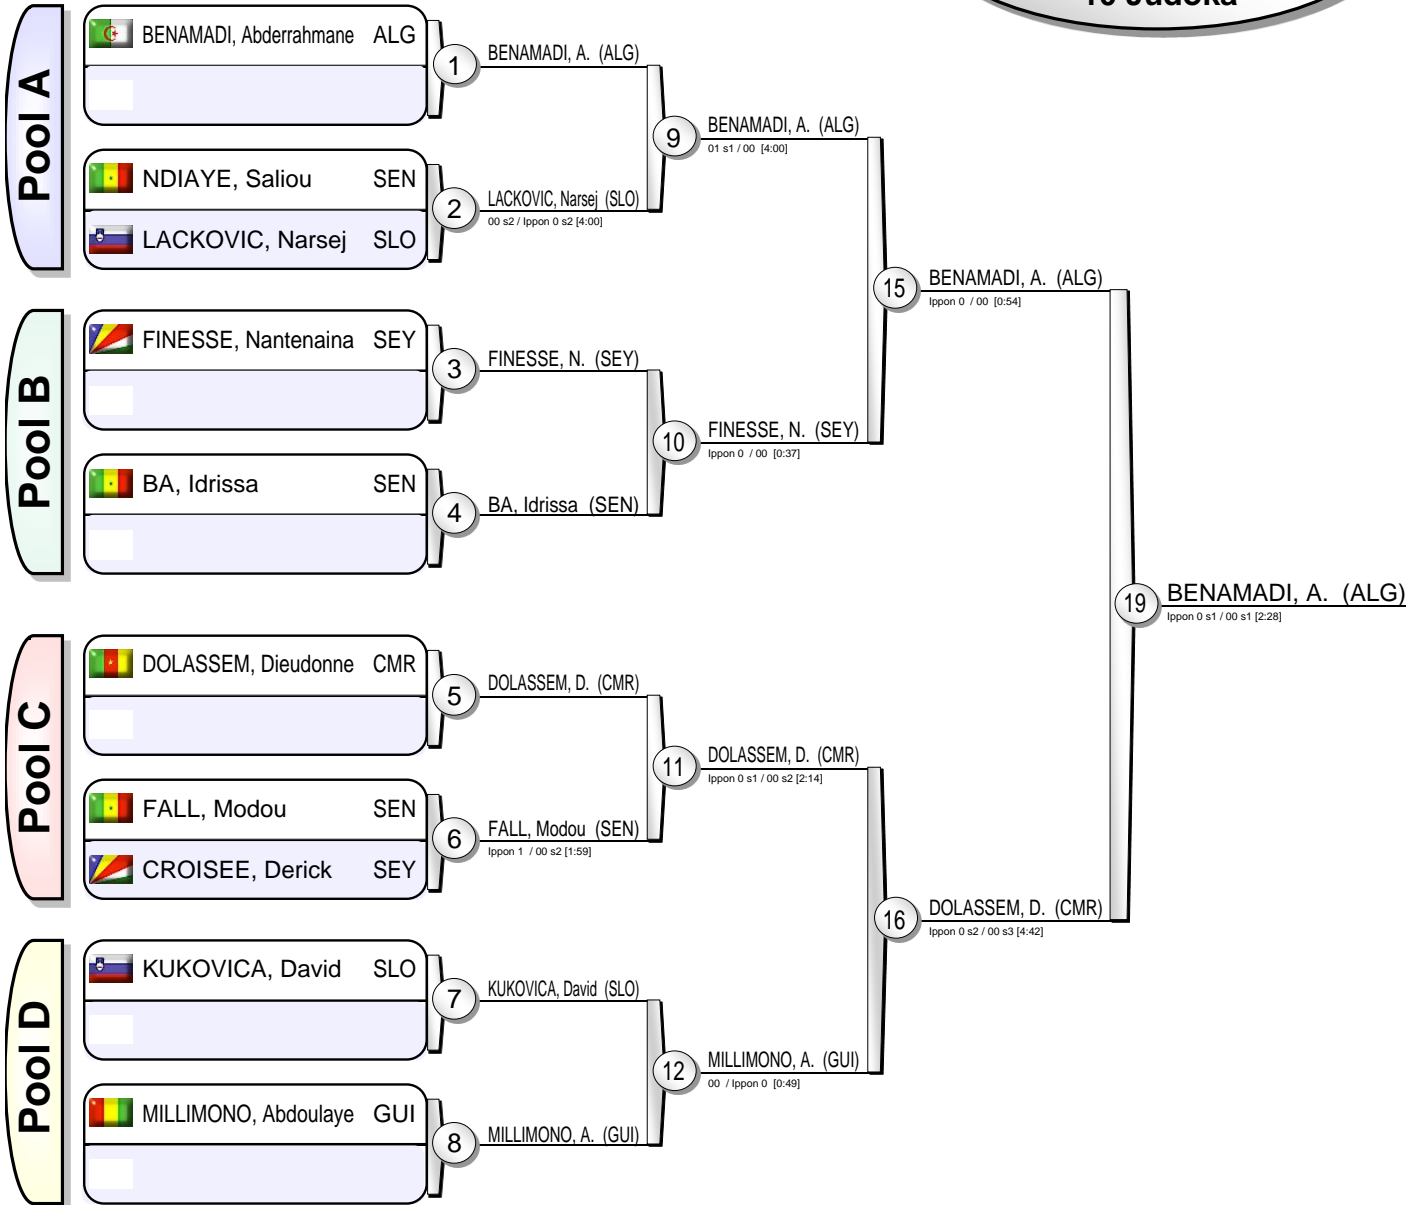 10 Judoka
Pool A
BENAMADI, Abderrahmane ALG
NDIAYE, Saliou SEN
LACKOVIC, Narsej SLO
Pool B
FINESSE, Nantenaina SEY
BA, Idrissa SEN
Pool C
DOLASSEM, Dieudonne CMR
FALL, Modou SEN
CROISEE, Derick SEY
Pool D
KUKOVICA, David SLO
MILLIMONO, Abdoulaye GUI
1
BENAMADI, A. (ALG)
2
LACKOVIC, Narsej (SLO)
00 s2 / Ippon 0 s2 [4:00]
3
FINESSE, N. (SEY)
4
BA, Idrissa (SEN)
5
DOLASSEM, D. (CMR)
6
FALL, Modou (SEN)
Ippon 1 / 00 s2 [1:59]
7
KUKOVICA, David (SLO)
8
MILLIMONO, A. (GUI)
9
BENAMADI, A. (ALG)
01 s1 / 00 [4:00]
10
FINESSE, N. (SEY)
Ippon 0 / 00 [0:37]
11
DOLASSEM, D. (CMR)
Ippon 0 s1 / 00 s2 [2:14]
12
MILLIMONO, A. (GUI)
00 / Ippon 0 [0:49]
15
BENAMADI, A. (ALG)
Ippon 0 / 00 [0:54]
16
DOLASSEM, D. (CMR)
Ippon 0 s2 / 00 s3 [4:42]
19
BENAMADI, A. (ALG)
Ippon 0 s1 / 00 s1 [2:28]